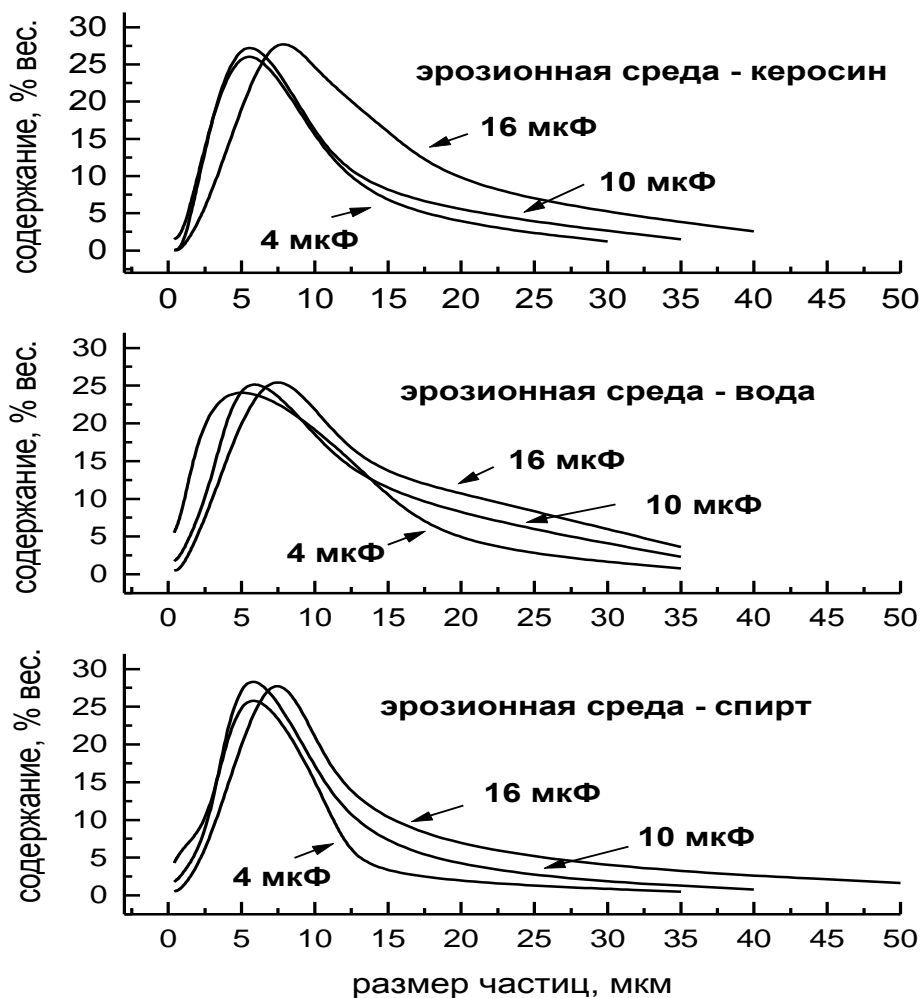 содержание, % вес.
30
25
20
15
10
5
0
эрозионная среда - керосин
16 мкФ
10 мкФ
4 мкФ
0 5 10 15 20 25 30 35 40 45 50
содержание, % вес.
30
25
20
15
10
5
0
эрозионная среда - вода
16 мкФ
10 мкФ
4 мкФ
0 5 10 15 20 25 30 35 40 45 50
содержание, % вес.
30
25
20
15
10
5
0
эрозионная среда - спирт
16 мкФ
10 мкФ
4 мкФ
0 5 10 15 20 25 30 35 40 45 50
размер частиц, мкм